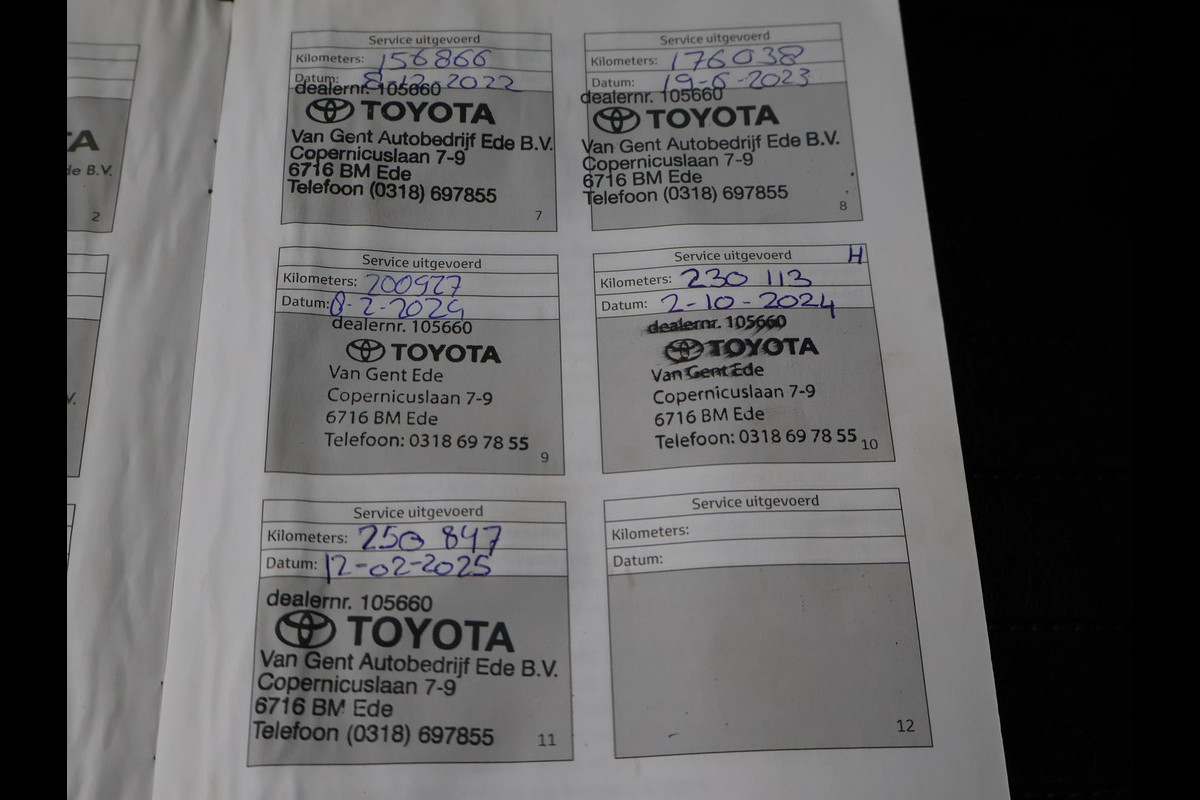 A
de B.V.
2
V.
Service uitgevoerd
Kilometers: 156866
Datum: 8-12-2022
dealernr. 105660
TOYOTA
Van Gent Autobedrijf Ede B.V.
Copernicuslaan 7-9
6716 BM Ede
Telefoon (0318) 697855
7
Service uitgevoerd
Kilometers: 176038
Datum: 19-6-2023
dealernr. 105660
TOYOTA
Van Gent Autobedrijf Ede B.V.
Copernicuslaan 7-9
6716 BM Ede
Telefoon (0318) 697855
8
Service uitgevoerd
Kilometers: 200927
Datum: 8-2-2024
dealernr. 105660
TOYOTA
Van Gent Ede
Copernicuslaan 7-9
6716 BM Ede
Telefoon: 0318 69 78 55
9
Service uitgevoerd H
Kilometers: 230 113
Datum: 2-10-2024
dealernr. 105660
TOYOTA
Van Gent Ede
Copernicuslaan 7-9
6716 BM Ede
Telefoon: 0318 69 78 55
10
Service uitgevoerd
Kilometers: 250 847
Datum: 12-02-2025
dealernr. 105660
TOYOTA
Van Gent Autobedrijf Ede B.V.
Copernicuslaan 7-9
6716 BM Ede
Telefoon (0318) 697855
11
Service uitgevoerd
Kilometers:
Datum:
12